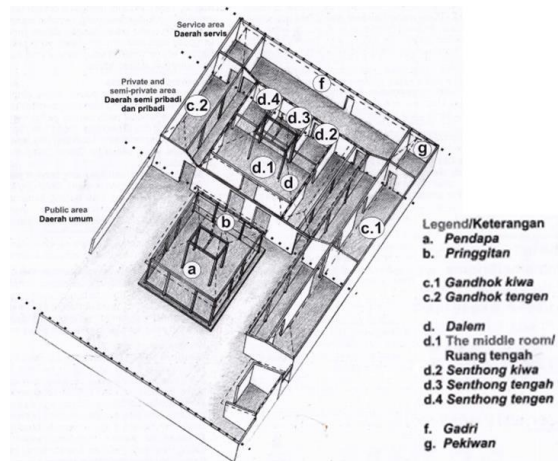 Service area
Daerah servis
Private and
semi-private area
Daerah semi pribadi
dan pribadi
Public area
Daerah umum
f
g
c.2
d.4
d.3
d.2
d.1
d
c.1
b
a
Legend/Keterangan
a. Pendapa
b. Pringgitan
c.1 Gandhok kiwa
c.2 Gandhok tengen
d. Dalem
d.1 The middle room/
Ruang tengah
d.2 Senthong kiwa
d.3 Senthong tengah
d.4 Senthong tengen
f. Gadri
g. Pekiwan